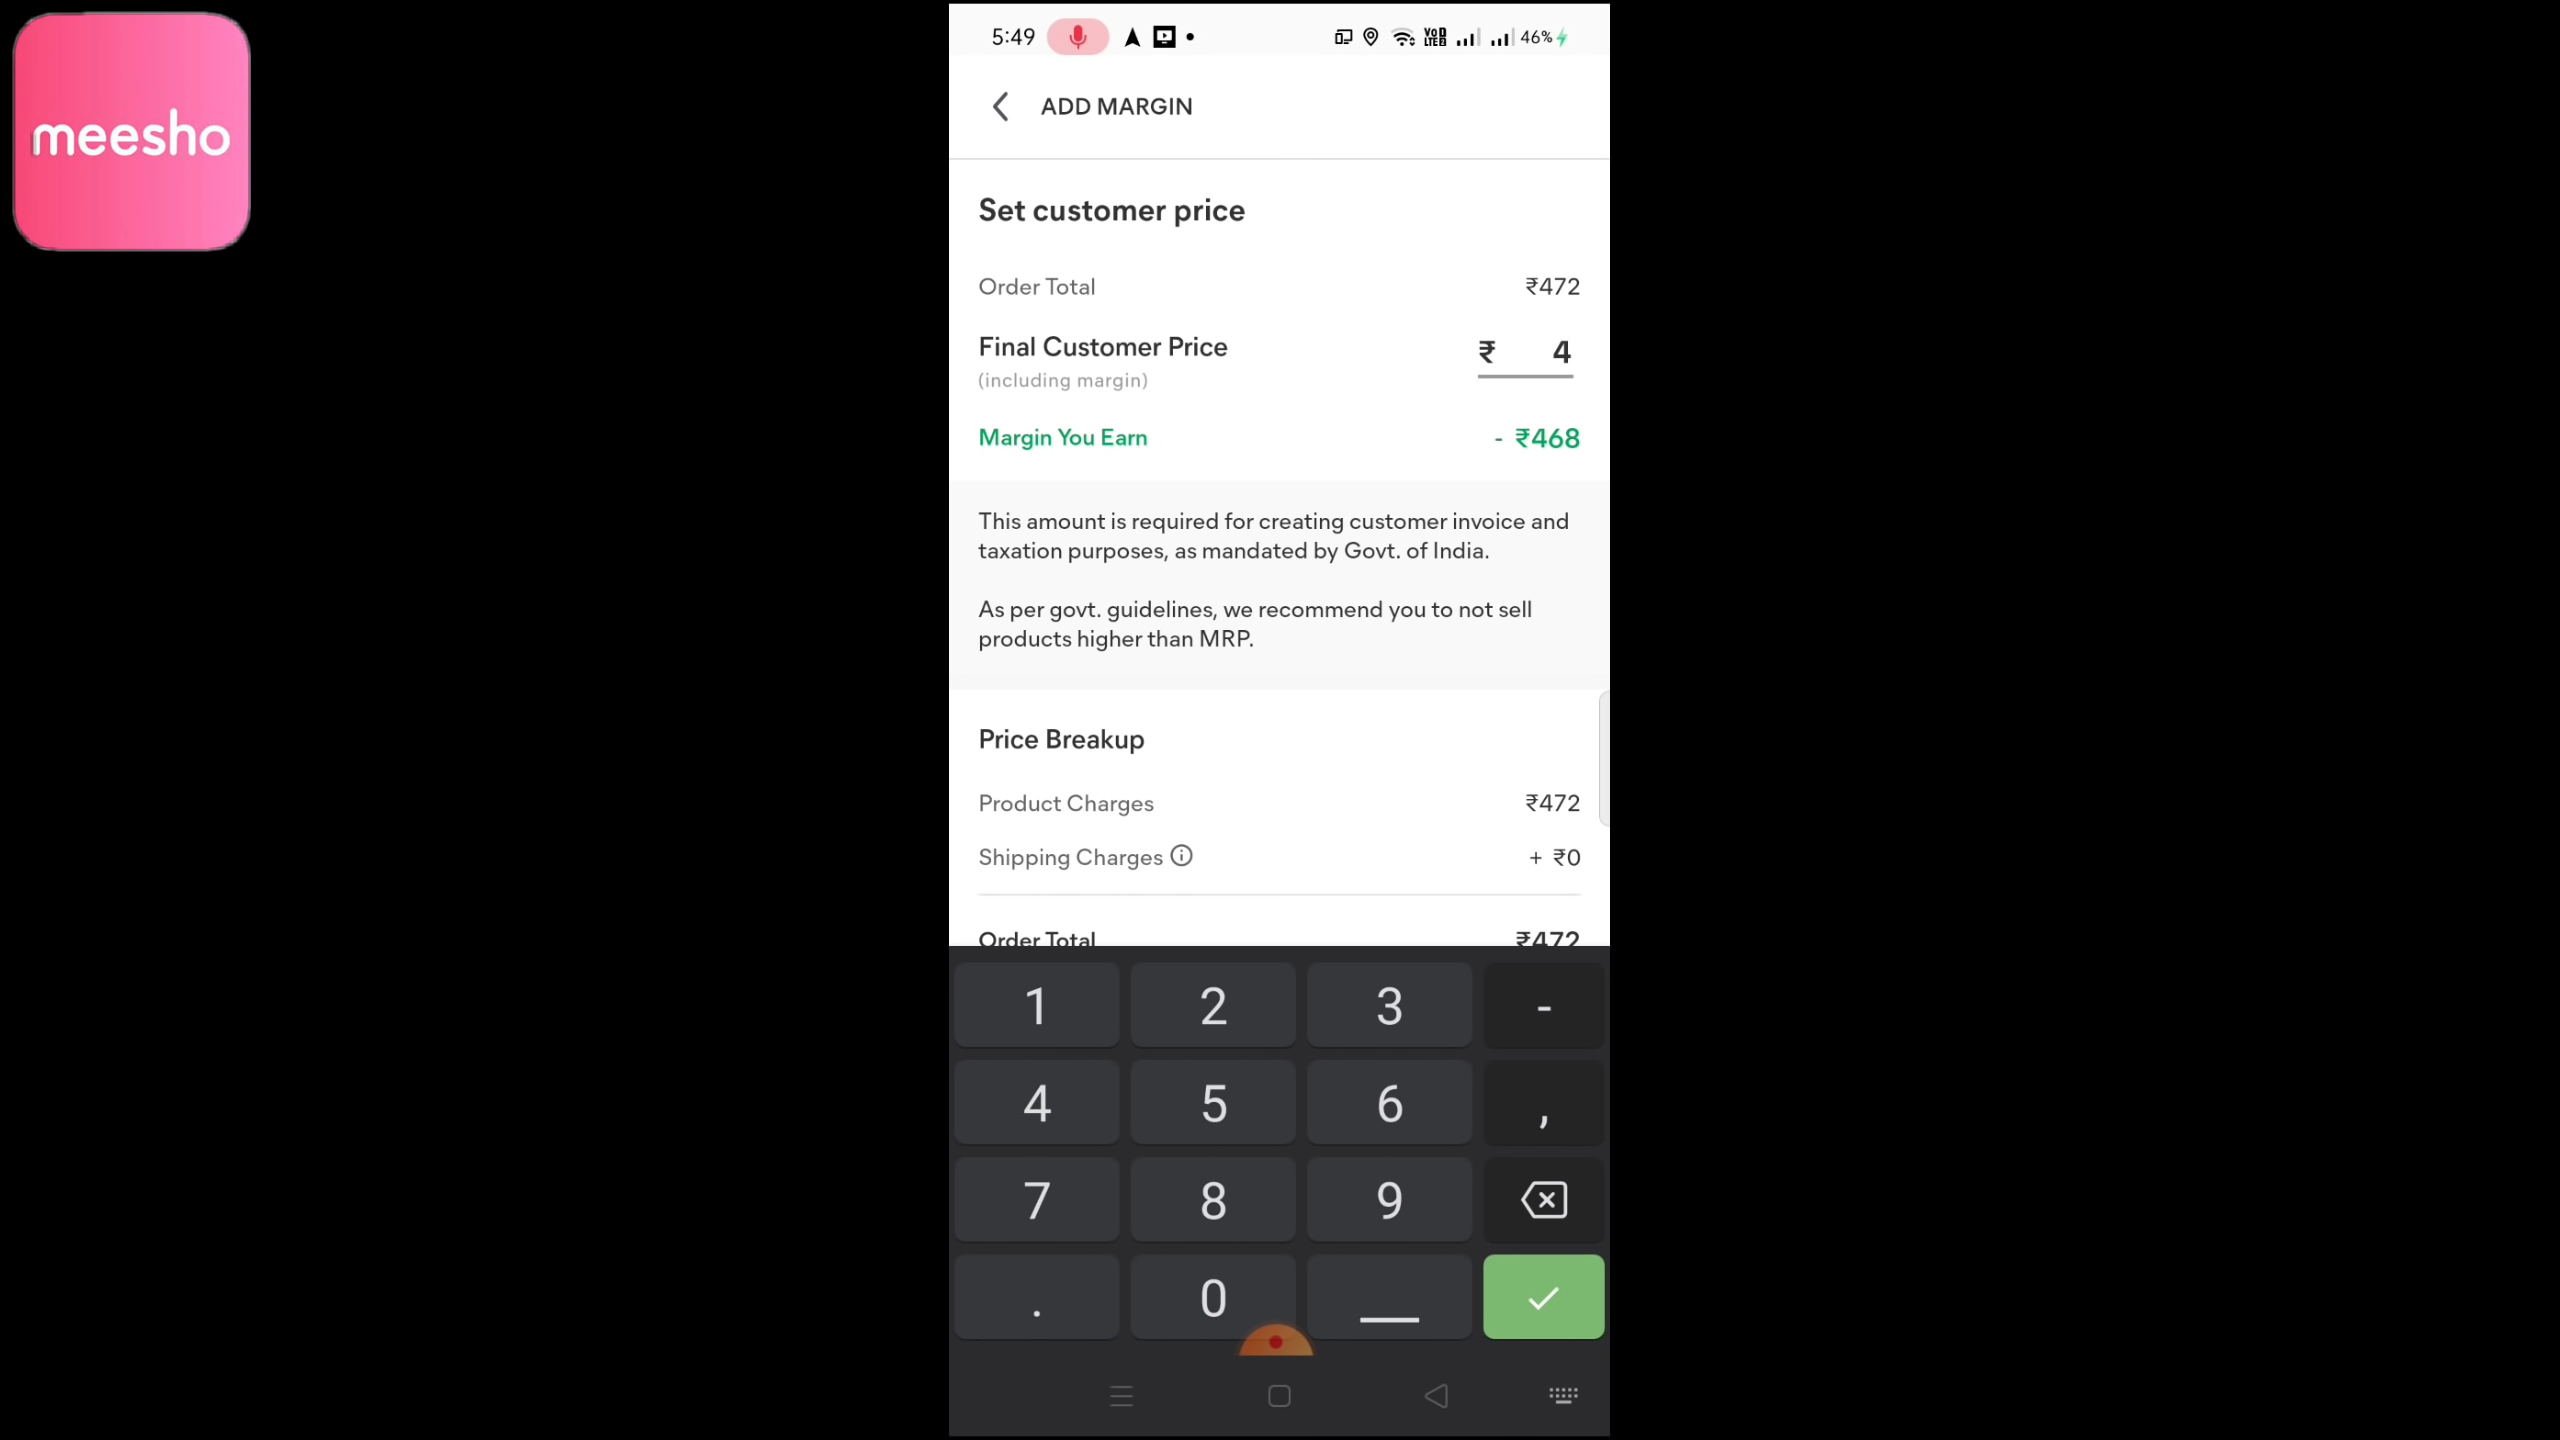 meesho
5:49 46%
ADD MARGIN
Set customer price
Order Total ₹472
Final Customer Price ₹ 4
(including margin)
Margin You Earn - ₹468
This amount is required for creating customer invoice and
taxation purposes, as mandated by Govt. of India.
As per govt. guidelines, we recommend you to not sell
products higher than MRP.
Price Breakup
Product Charges ₹472
Shipping Charges + ₹0
Order Total ₹472
1 2 3 -
4 5 6 ,
7 8 9
. 0